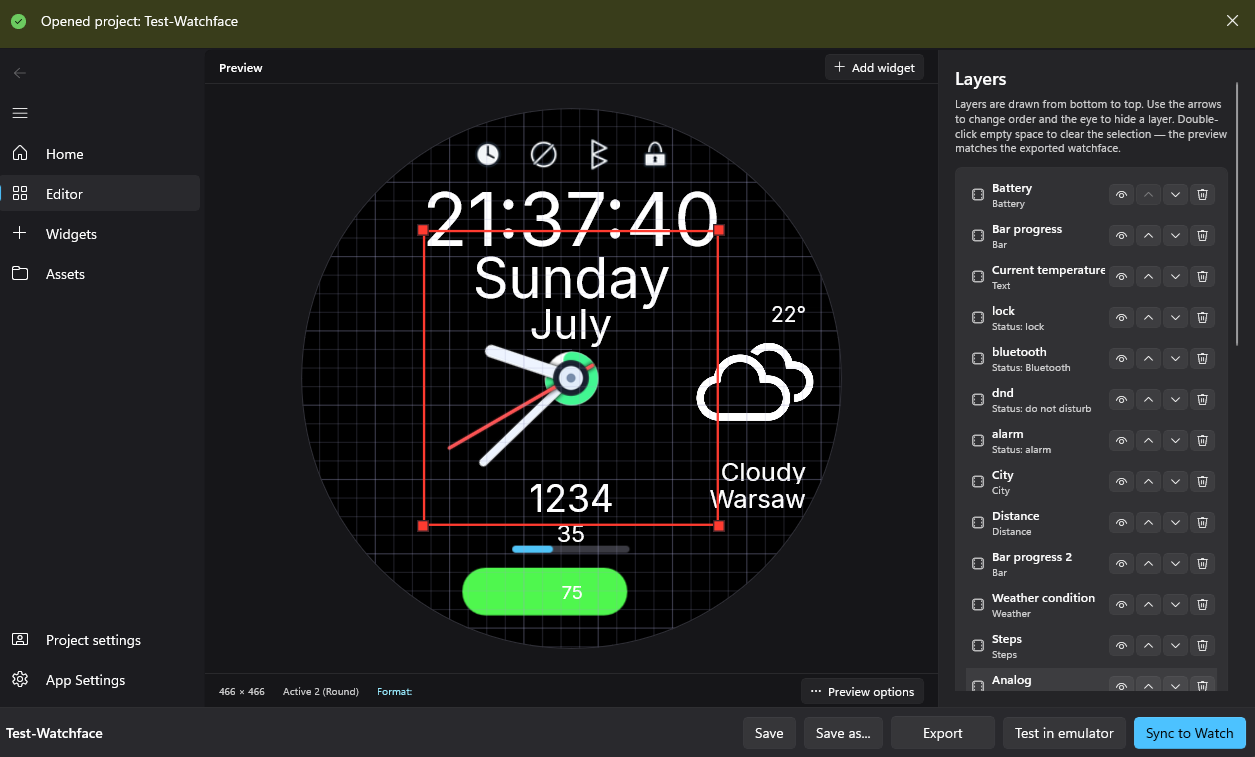 Opened project: Test-Watchface
Home
Editor
Widgets
Assets
Project settings
App Settings
Preview
Add widget
21:37:40
Sunday
July
22°
Cloudy
Warsaw
1234
35
75
466 × 466
Active 2 (Round)
Format:
Preview options
Layers
Layers are drawn from bottom to top. Use the arrows
to change order and the eye to hide a layer. Double-
click empty space to clear the selection — the preview
matches the exported watchface.
Battery
Battery
Bar progress
Bar
Current temperatur
Text
lock
Status: lock
bluetooth
Status: Bluetooth
dnd
Status: do not disturb
alarm
Status: alarm
City
City
Distance
Distance
Bar progress 2
Bar
Weather condition
Weather
Steps
Steps
Analog
Test-Watchface
Save
Save as...
Export
Test in emulator
Sync to Watch